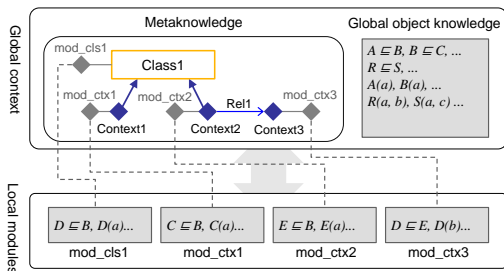 Global context
Metaknowledge
Global object knowledge
mod_cls1
Class1
mod_ctx1
mod_ctx2
mod_ctx3
Rel1
Context1
Context2
Context3
A ⊑ B, B ⊑ C, ...
R ⊑ S, ...
A(a), B(a), ...
R(a, b), S(a, c) ...
Local modules
D ⊑ B, D(a)...
C ⊑ B, C(a)...
E ⊑ B, E(a)...
D ⊑ E, D(b)...
mod_cls1
mod_ctx1
mod_ctx2
mod_ctx3